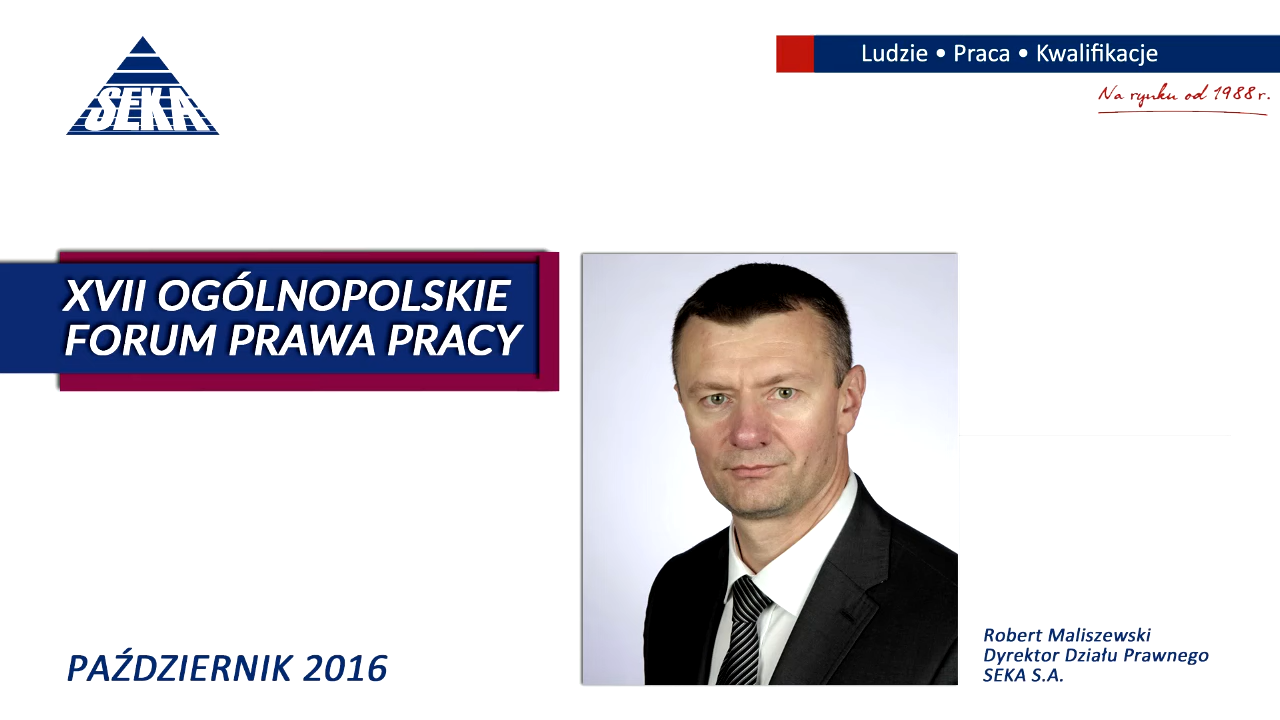 SEKA
Ludzie • Praca • Kwalifikacje
Na rynku od 1988 r.
XVII OGÓLNOPOLSKIE
FORUM PRAWA PRACY
PAŹDZIERNIK 2016
Robert Maliszewski
Dyrektor Działu Prawnego
SEKA S.A.